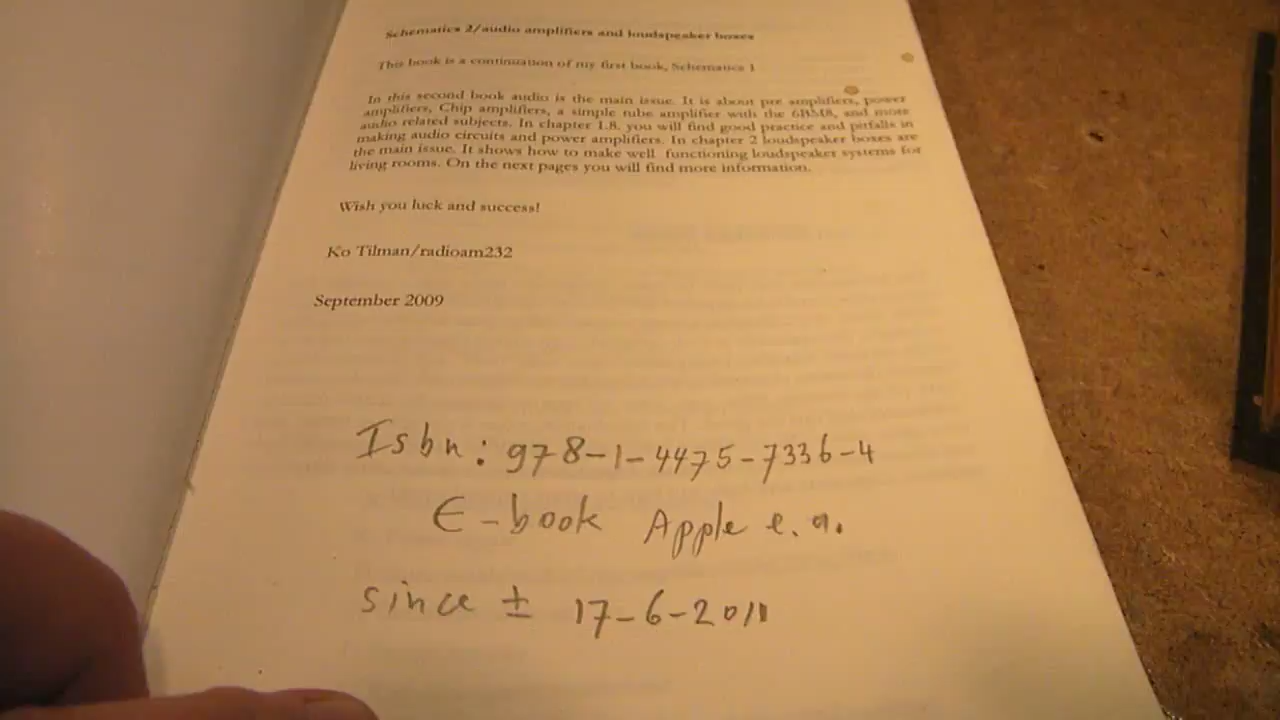 Schematics 2/audio amplifiers and loudspeaker boxes
This book is a continuation of my first book, Schematics 1
In this second book audio is the main issue. It is about pre amplifiers, power
amplifiers, Chip amplifiers, a simple tube amplifier with the 6BM8, and more
audio related subjects. In chapter 1.8. you will find good practice and pitfalls in
making audio circuits and power amplifiers. In chapter 2 loudspeaker boxes are
the main issue. It shows how to make well functioning loudspeaker systems for
living rooms. On the next pages you will find more information.
Wish you luck and success!
Ko Tilman/radioam232
September 2009
Isbn: 978-1-4475-7336-4
E-book Apple e.a.
since ± 17-6-2011